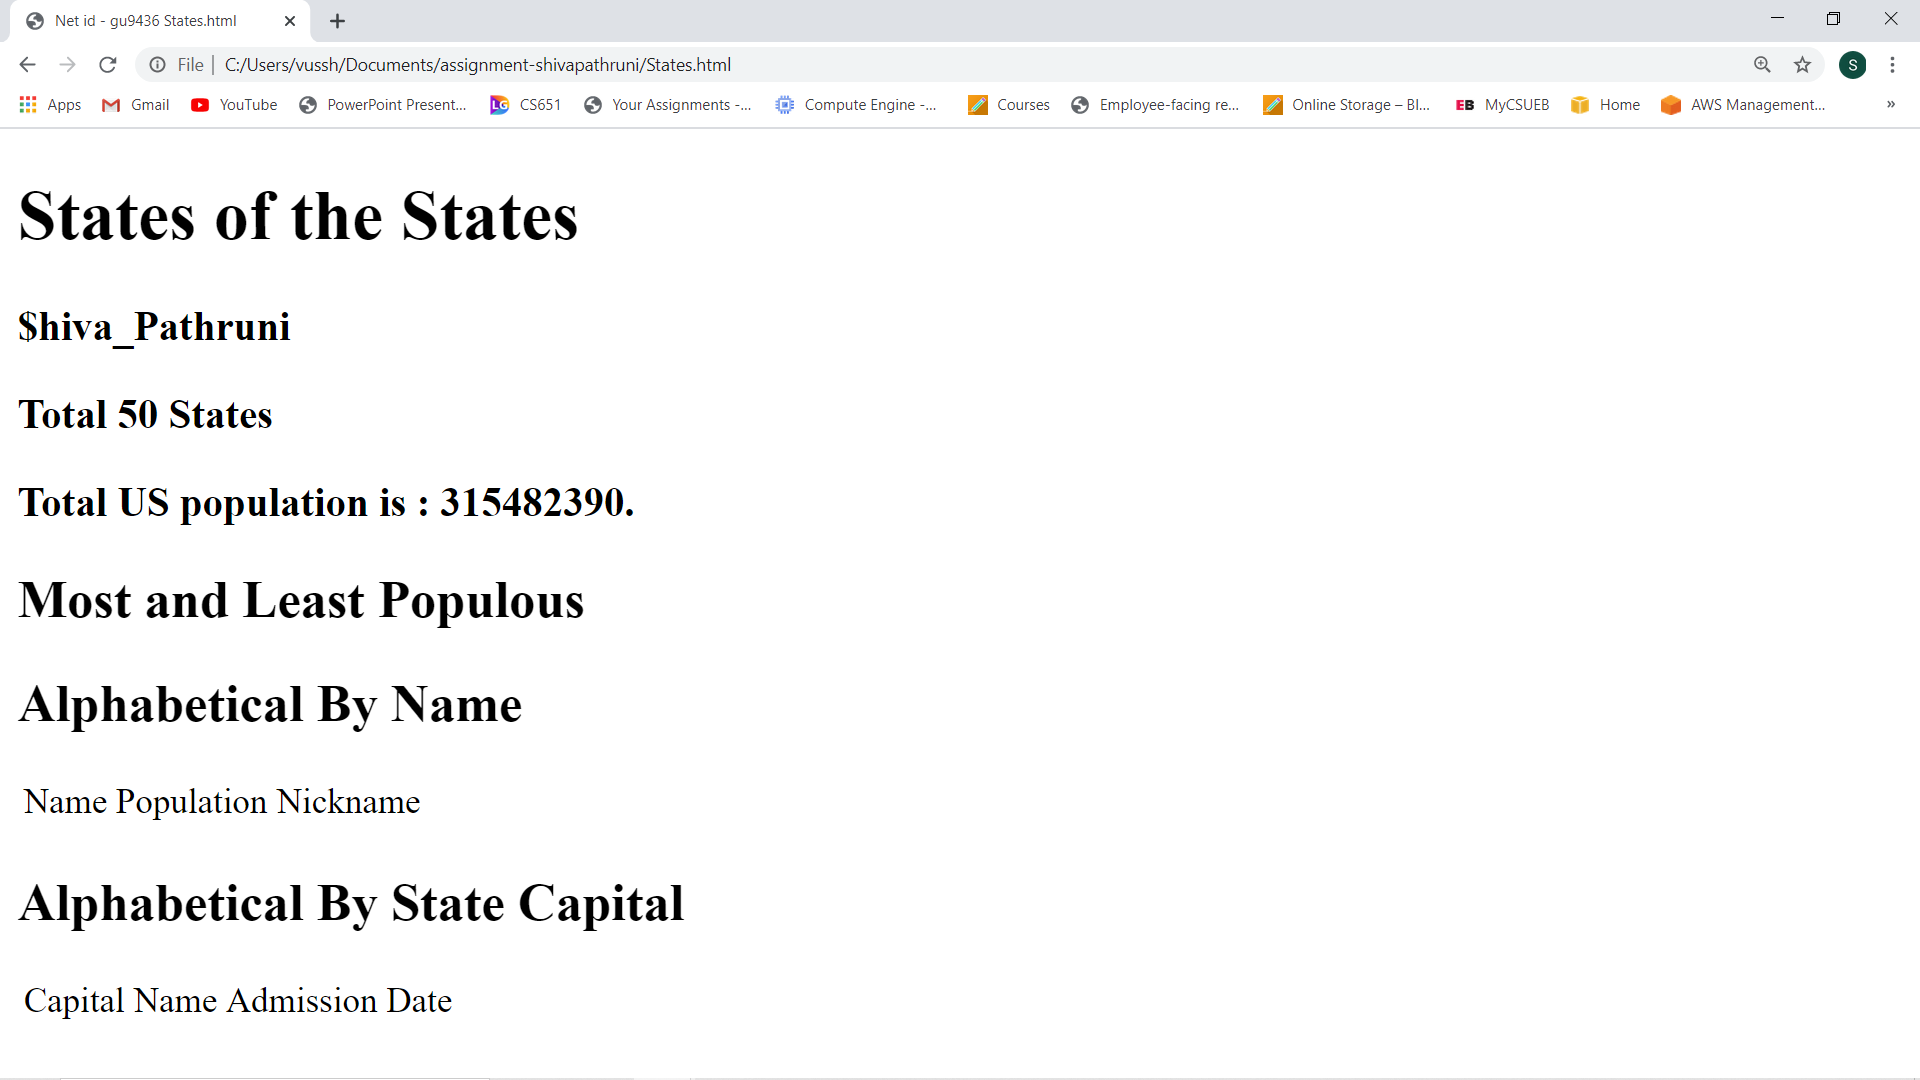 Net id - gu9436 States.html
File | C:/Users/vussh/Documents/assignment-shivapathruni/States.html
S
Apps Gmail YouTube PowerPoint Present... LG CS651 Your Assignments -... Compute Engine -... Courses Employee-facing re... Online Storage – Bl... EB MyCSUEB Home AWS Management... »
States of the States
$hiva_Pathruni
Total 50 States
Total US population is : 315482390.
Most and Least Populous
Alphabetical By Name
Name Population Nickname
Alphabetical By State Capital
Capital Name Admission Date